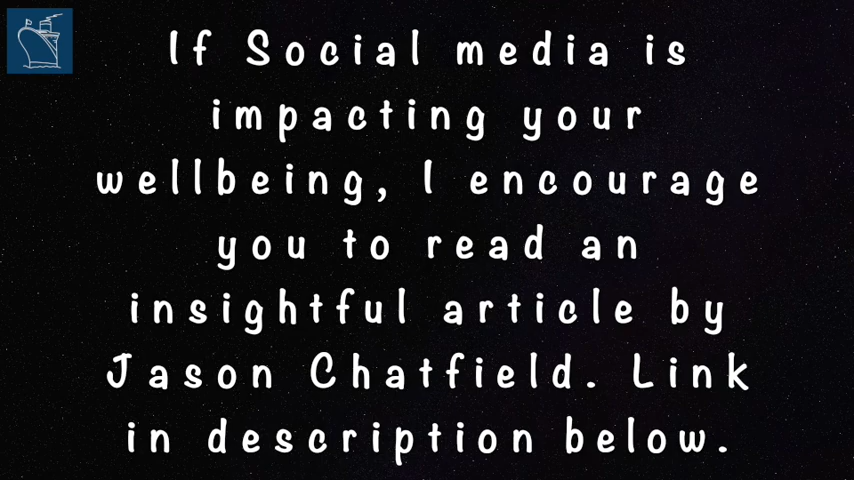 If Social media is
impacting your
wellbeing, I encourage
you to read an
insightful article by
Jason Chatfield. Link
in description below.